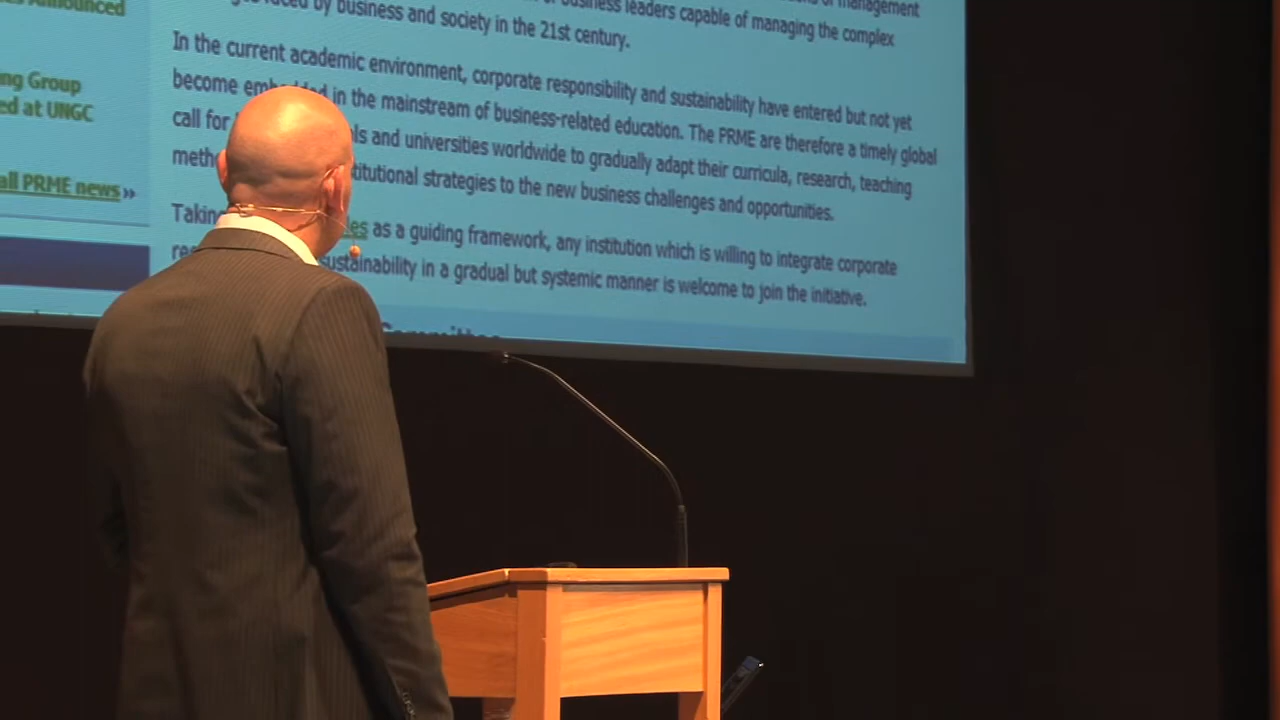 Announced
ng Group
ed at UNGC
all PRME news »
of management
business leaders capable of managing the complex
by business and society in the 21st century.
In the current academic environment, corporate responsibility and sustainability have entered but not yet
become embedded in the mainstream of business-related education. The PRME are therefore a timely global
call for ls and universities worldwide to gradually adapt their curricula, research, teaching
meth titutional strategies to the new business challenges and opportunities.
Takin es as a guiding framework, any institution which is willing to integrate corporate
re sustainability in a gradual but systemic manner is welcome to join the initiative.